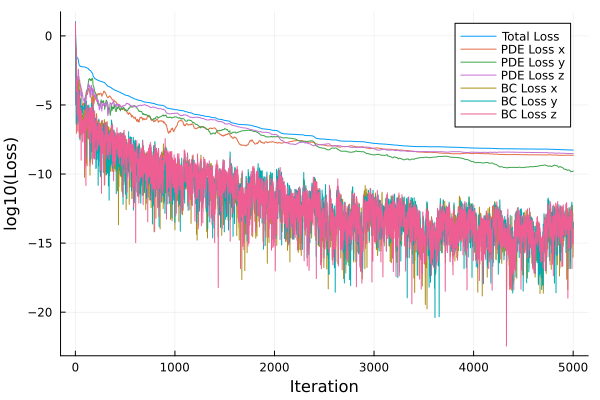 Total Loss
PDE Loss x
PDE Loss y
PDE Loss z
BC Loss x
BC Loss y
BC Loss z
log10(Loss)
0
−5
−10
−15
−20
0 1000 2000 3000 4000 5000
Iteration